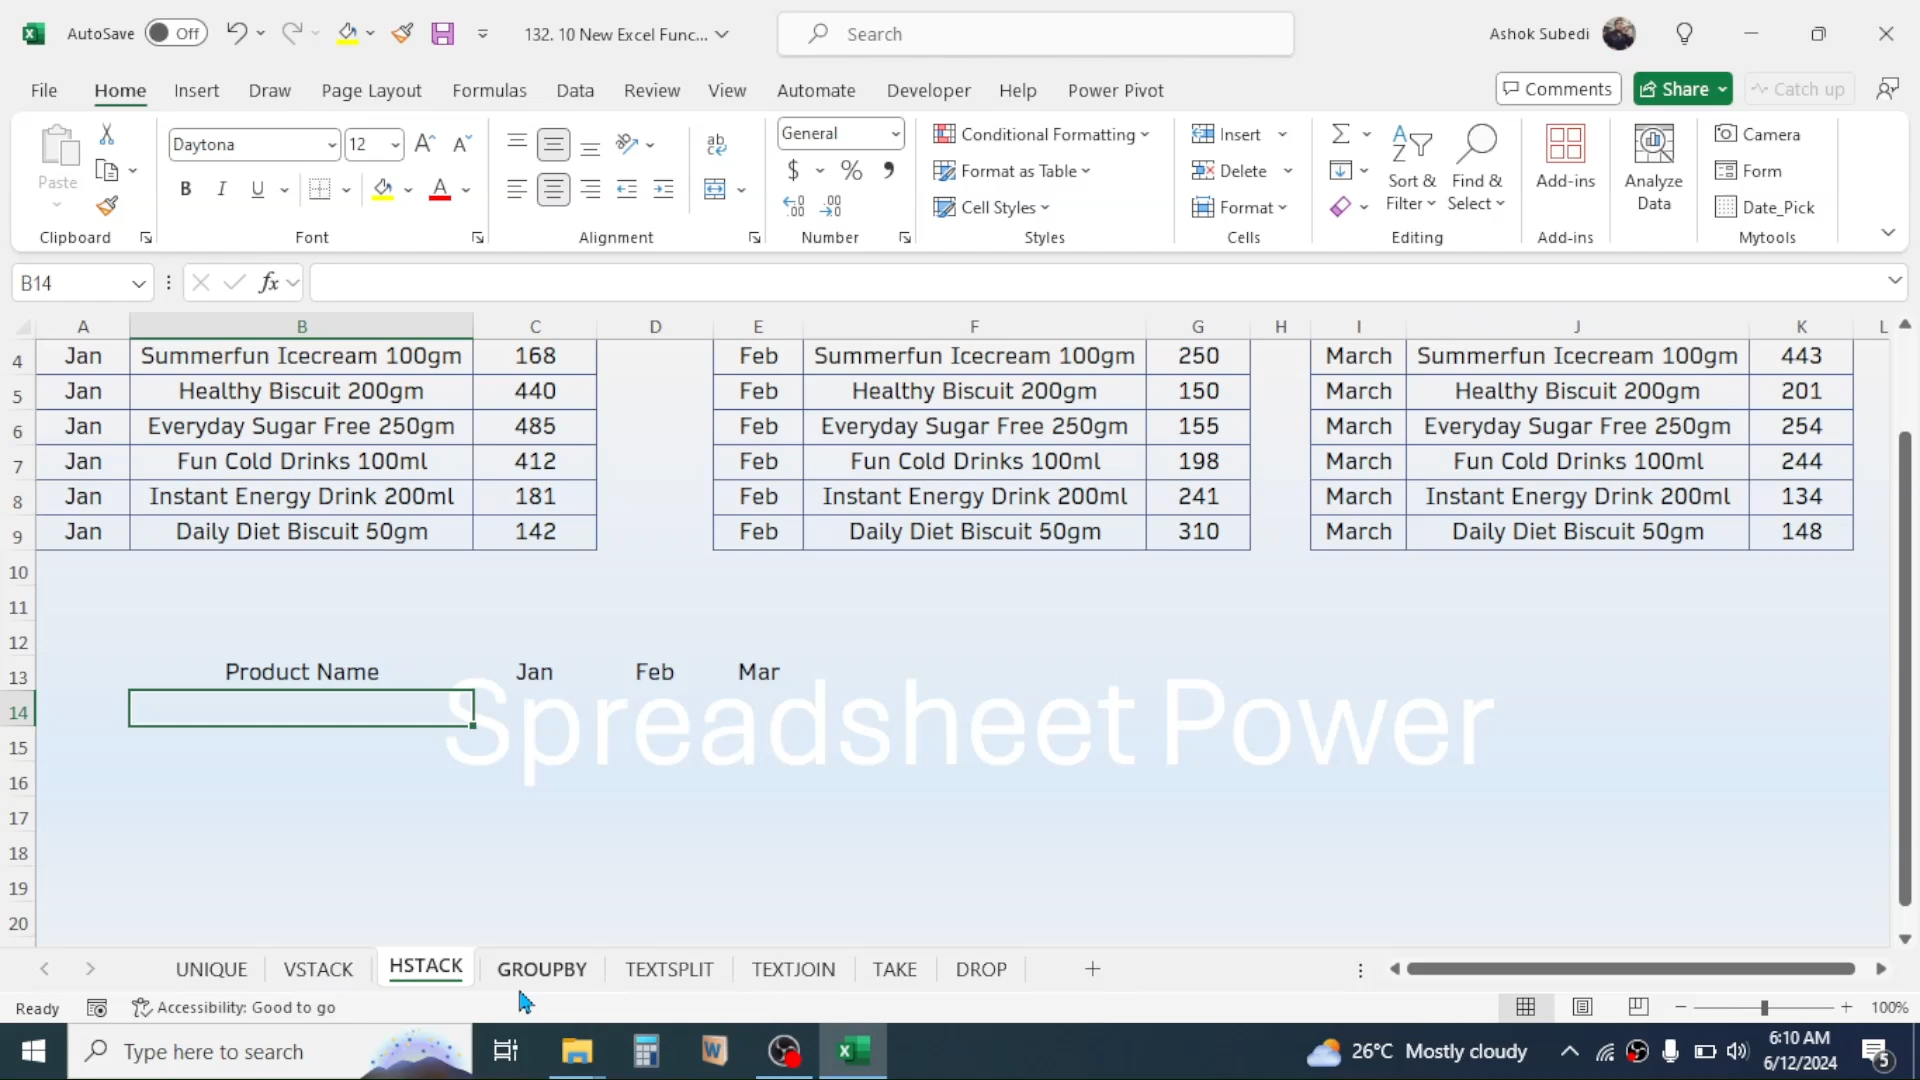 AutoSave Off 132. 10 New Excel Func... Search Ashok Subedi
File Home Insert Draw Page Layout Formulas Data Review View Automate Developer Help Power Pivot Comments Share Catch up
Paste Daytona 12 General Conditional Formatting Insert Camera
$ % Format as Table Delete Sort & Find & Add-ins Analyze Form
B I U Cell Styles Format Filter Select Data Date_Pick
Clipboard Font Alignment Number Styles Cells Editing Add-ins Mytools
B14 fx
A B C D E F G H I J K L
4 Jan Summerfun Icecream 100gm 168 Feb Summerfun Icecream 100gm 250 March Summerfun Icecream 100gm 443
5 Jan Healthy Biscuit 200gm 440 Feb Healthy Biscuit 200gm 150 March Healthy Biscuit 200gm 201
6 Jan Everyday Sugar Free 250gm 485 Feb Everyday Sugar Free 250gm 155 March Everyday Sugar Free 250gm 254
7 Jan Fun Cold Drinks 100ml 412 Feb Fun Cold Drinks 100ml 198 March Fun Cold Drinks 100ml 244
8 Jan Instant Energy Drink 200ml 181 Feb Instant Energy Drink 200ml 241 March Instant Energy Drink 200ml 134
9 Jan Daily Diet Biscuit 50gm 142 Feb Daily Diet Biscuit 50gm 310 March Daily Diet Biscuit 50gm 148
10
11
12
13 Product Name Jan Feb Mar
14 Spreadsheet Power
15
16
17
18
19
20
UNIQUE VSTACK HSTACK GROUPBY TEXTSPLIT TEXTJOIN TAKE DROP
Ready Accessibility: Good to go 100%
Type here to search 26°C Mostly cloudy 6:10 AM
6/12/2024 5